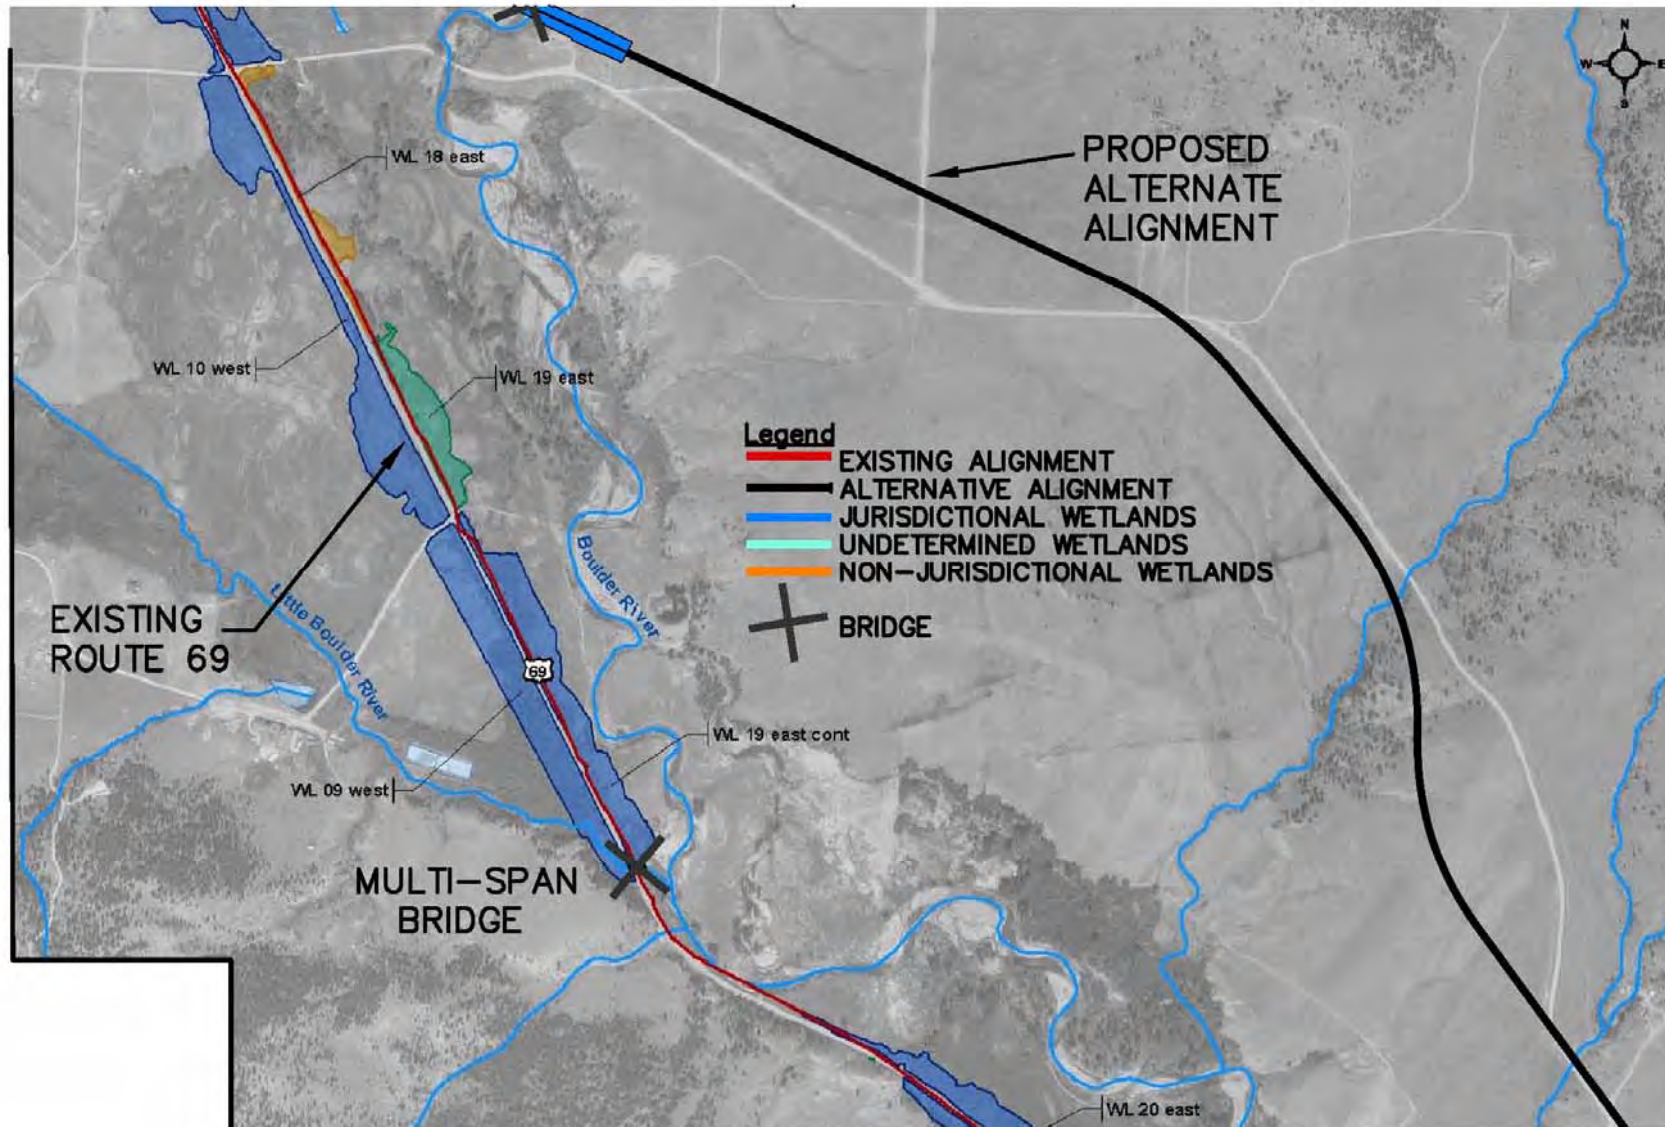 N
W
E
S
PROPOSED
ALTERNATE
ALIGNMENT
WL 18 east
WL 10 west
WL 19 east
Legend
EXISTING ALIGNMENT
ALTERNATIVE ALIGNMENT
JURISDICTIONAL WETLANDS
UNDETERMINED WETLANDS
NON-JURISDICTIONAL WETLANDS
BRIDGE
Boulder River
Little Boulder River
EXISTING
ROUTE 69
69
WL 19 east cont
WL 09 west
MULTI-SPAN
BRIDGE
WL 20 east